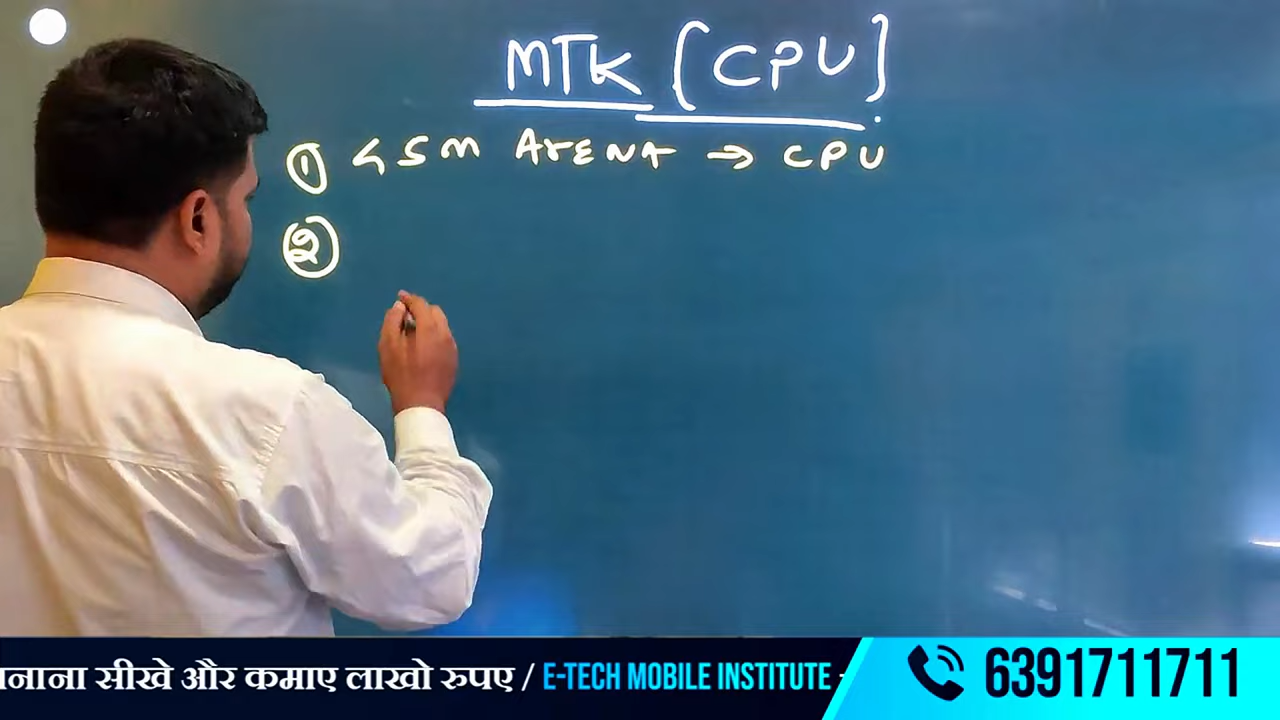 MTK [CPU]
① GSM ArENA → CPU
②
नाना सीखे और कमाए लाखो रुपए / E-TECH MOBILE INSTITUTE -
6391711711